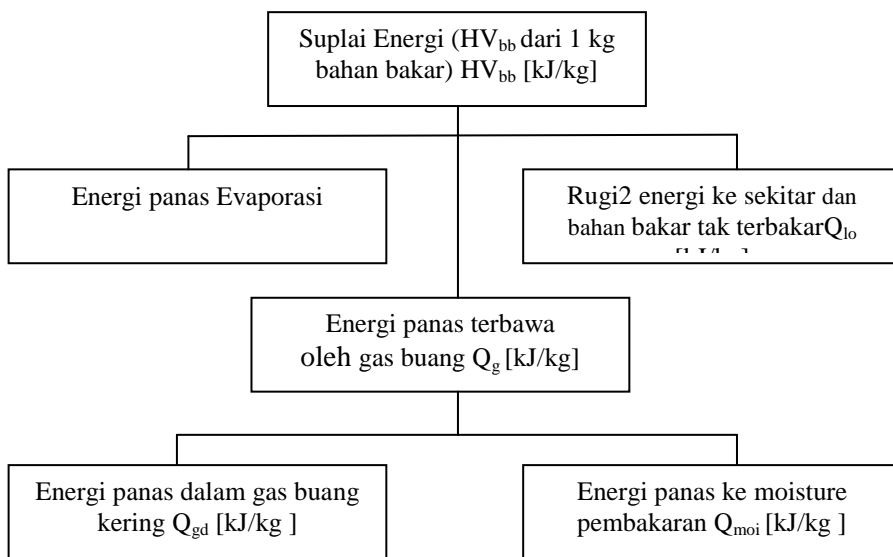 Suplai Energi (HVbb dari 1 kg
bahan bakar) HVbb [kJ/kg]
Energi panas Evaporasi
Rugi2 energi ke sekitar dan
bahan bakar tak terbakarQlo
Energi panas terbawa
oleh gas buang Qg [kJ/kg]
Energi panas dalam gas buang
kering Qgd [kJ/kg ]
Energi panas ke moisture
pembakaran Qmoi [kJ/kg ]